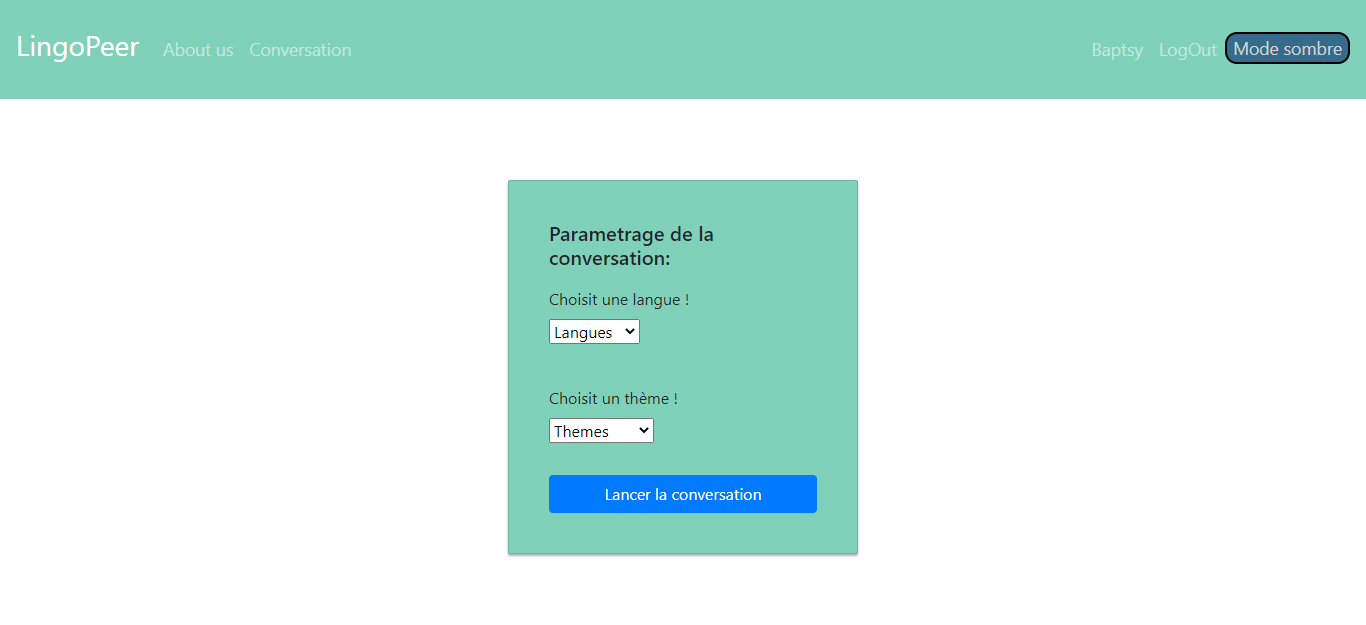 LingoPeer About us Conversation Baptsy LogOut Mode sombre
Parametrage de la
conversation:
Choisit une langue !
Langues
Choisit un thème !
Themes
Lancer la conversation